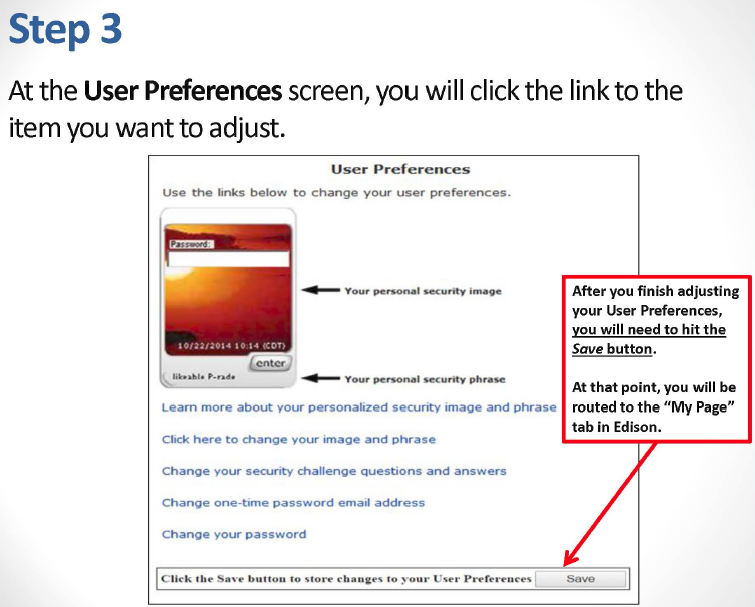 Step 3
At the User Preferences screen, you will click the link to the
item you want to adjust.
User Preferences
Use the links below to change your user preferences.
Password:
Your personal security image
10/22/2014 10:14 (CDT)
enter
likeable P-rade
Your personal security phrase
Learn more about your personalized security image and phrase
Click here to change your image and phrase
Change your security challenge questions and answers
Change one-time password email address
Change your password
Click the Save button to store changes to your User Preferences
Save
After you finish adjusting
your User Preferences,
you will need to hit the
Save button.
At that point, you will be
routed to the “My Page”
tab in Edison.